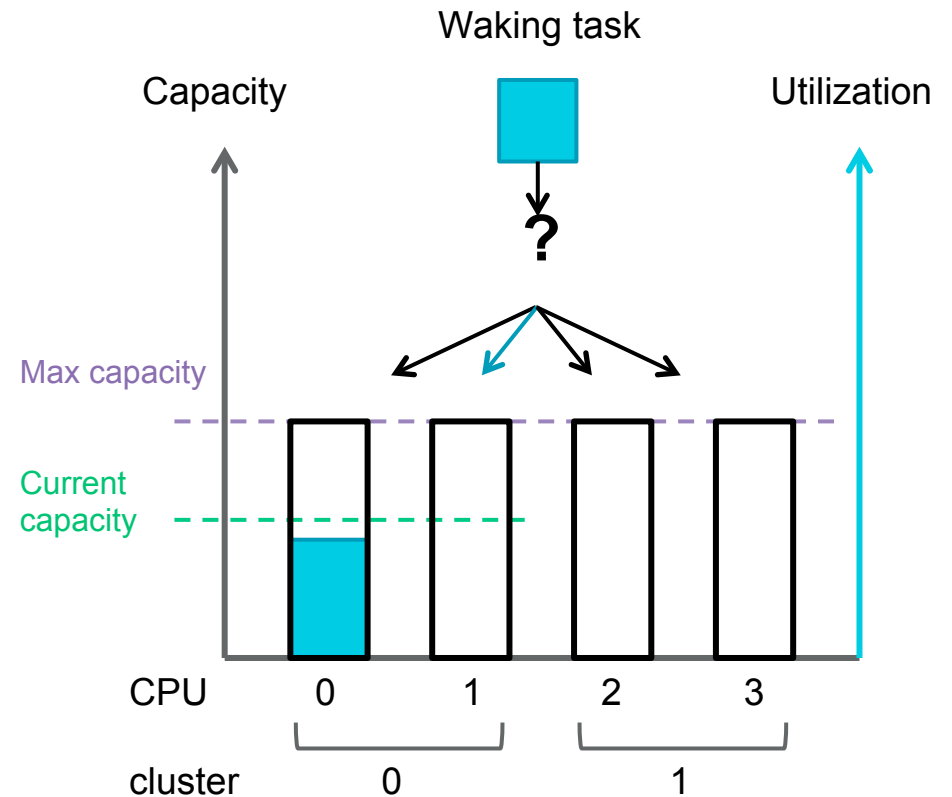 Waking task
Capacity
Utilization
?
Max capacity
Current
capacity
CPU 0 1 2 3
cluster 0 1